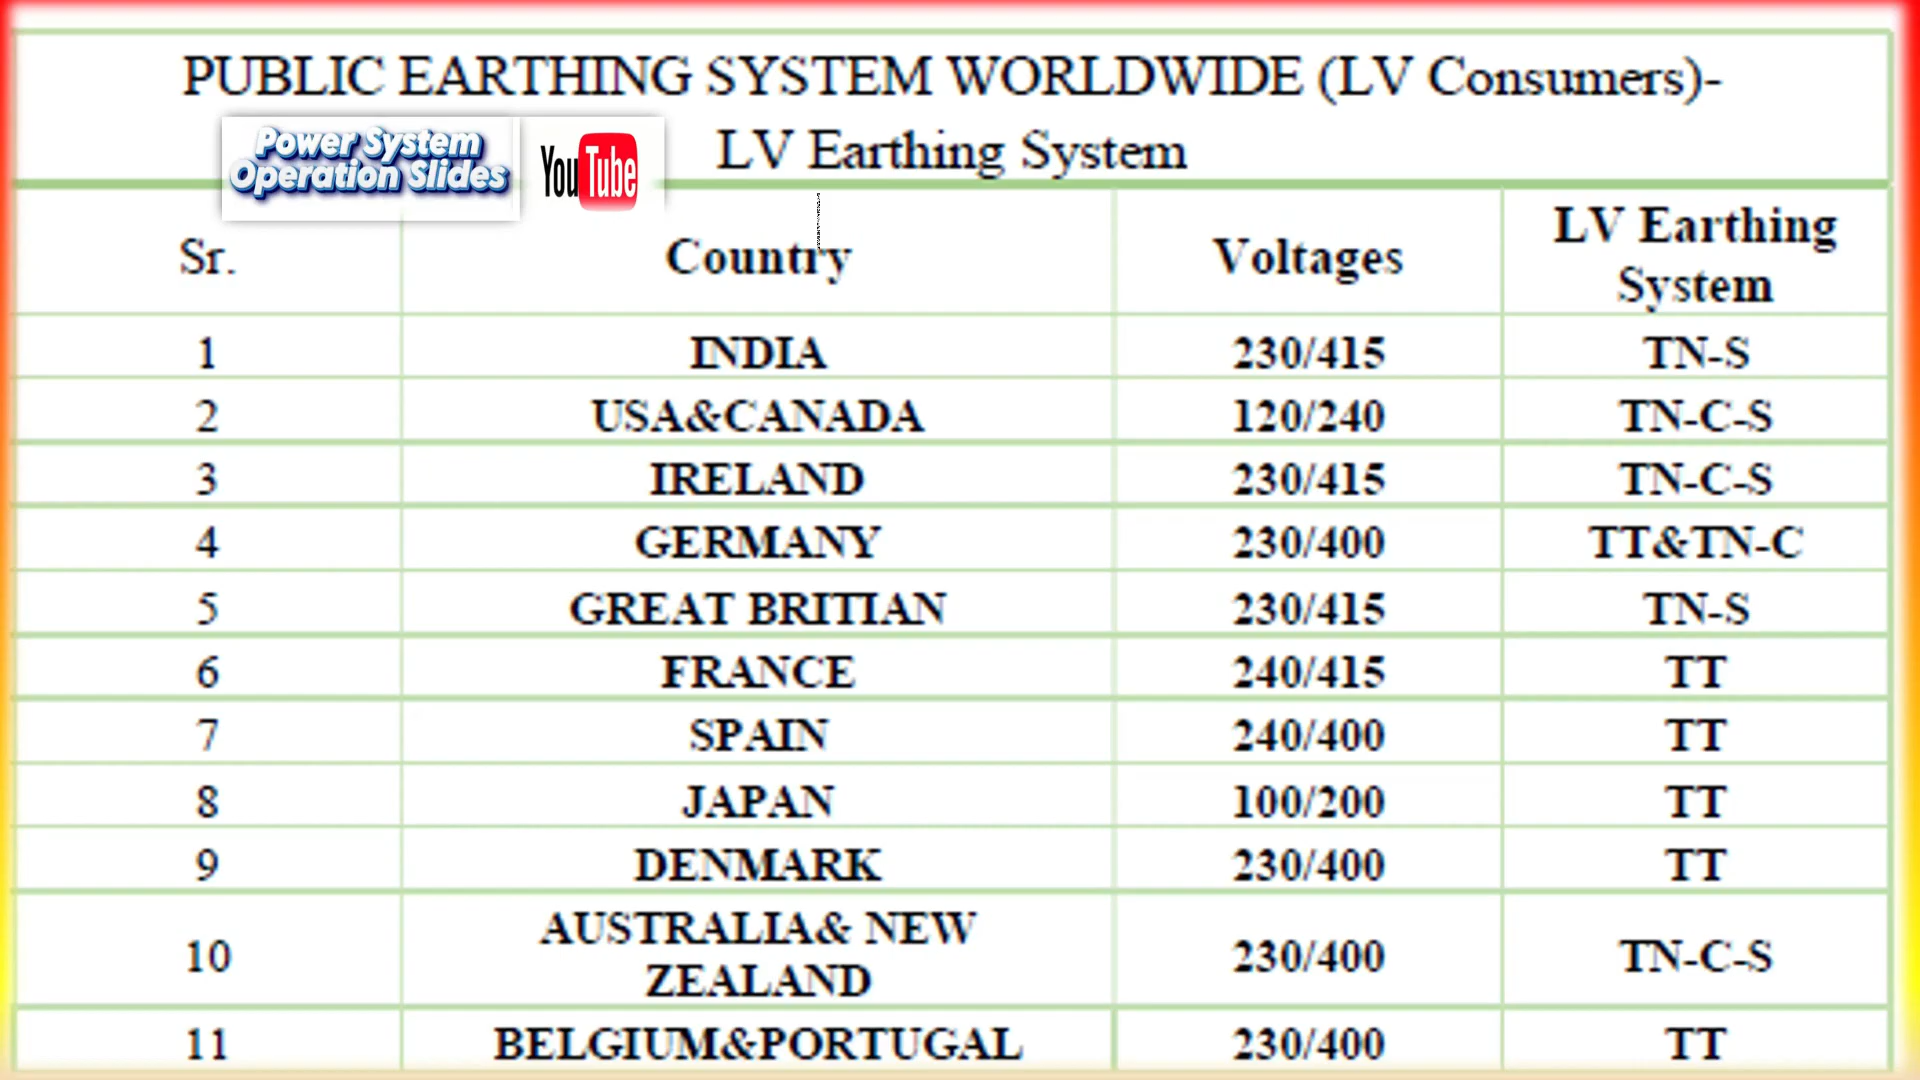 PUBLIC EARTHING SYSTEM WORLDWIDE (LV Consumers)-
LV Earthing System
Power System
Operation Slides
YouTube
Sr. Country Voltages LV Earthing System
1 INDIA 230/415 TN-S
2 USA&CANADA 120/240 TN-C-S
3 IRELAND 230/415 TN-C-S
4 GERMANY 230/400 TT&TN-C
5 GREAT BRITIAN 230/415 TN-S
6 FRANCE 240/415 TT
7 SPAIN 240/400 TT
8 JAPAN 100/200 TT
9 DENMARK 230/400 TT
10 AUSTRALIA& NEW ZEALAND 230/400 TN-C-S
11 BELGIUM&PORTUGAL 230/400 TT